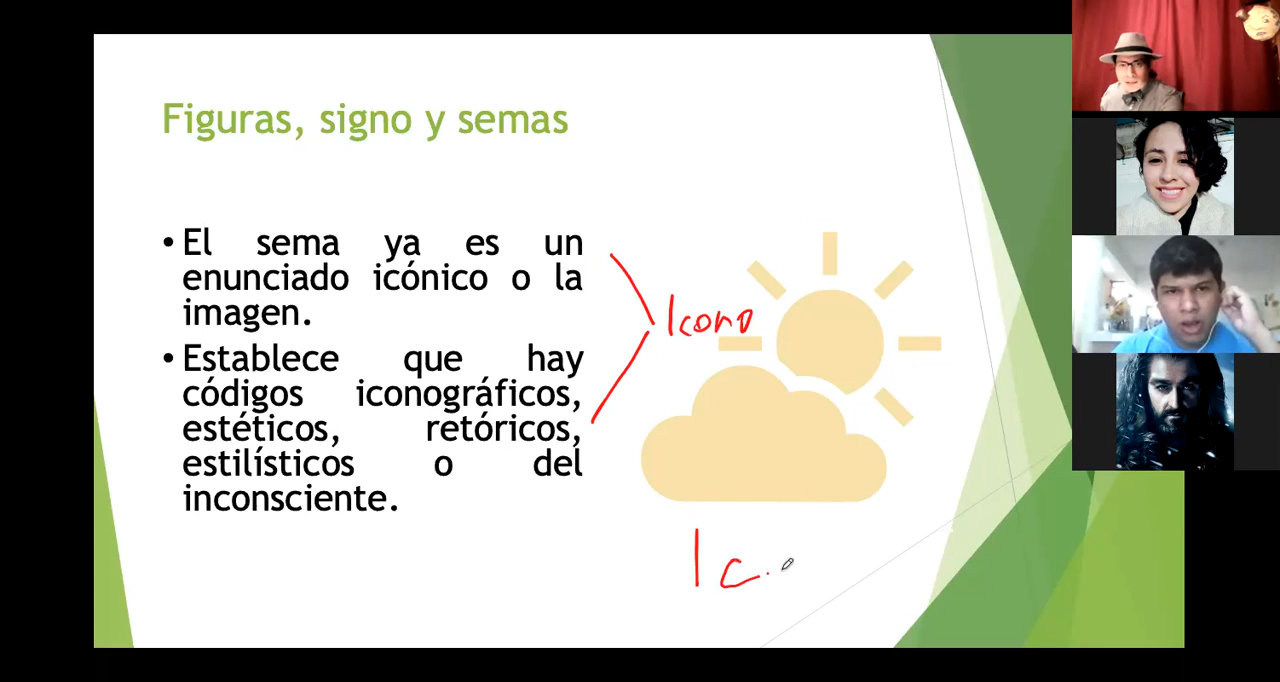 Figuras, signo y semas
• El sema ya es un
enunciado icónico o la
imagen.
• Establece que hay
códigos iconográficos,
estéticos, retóricos,
estilísticos o del
inconsciente.
Icono
Ic